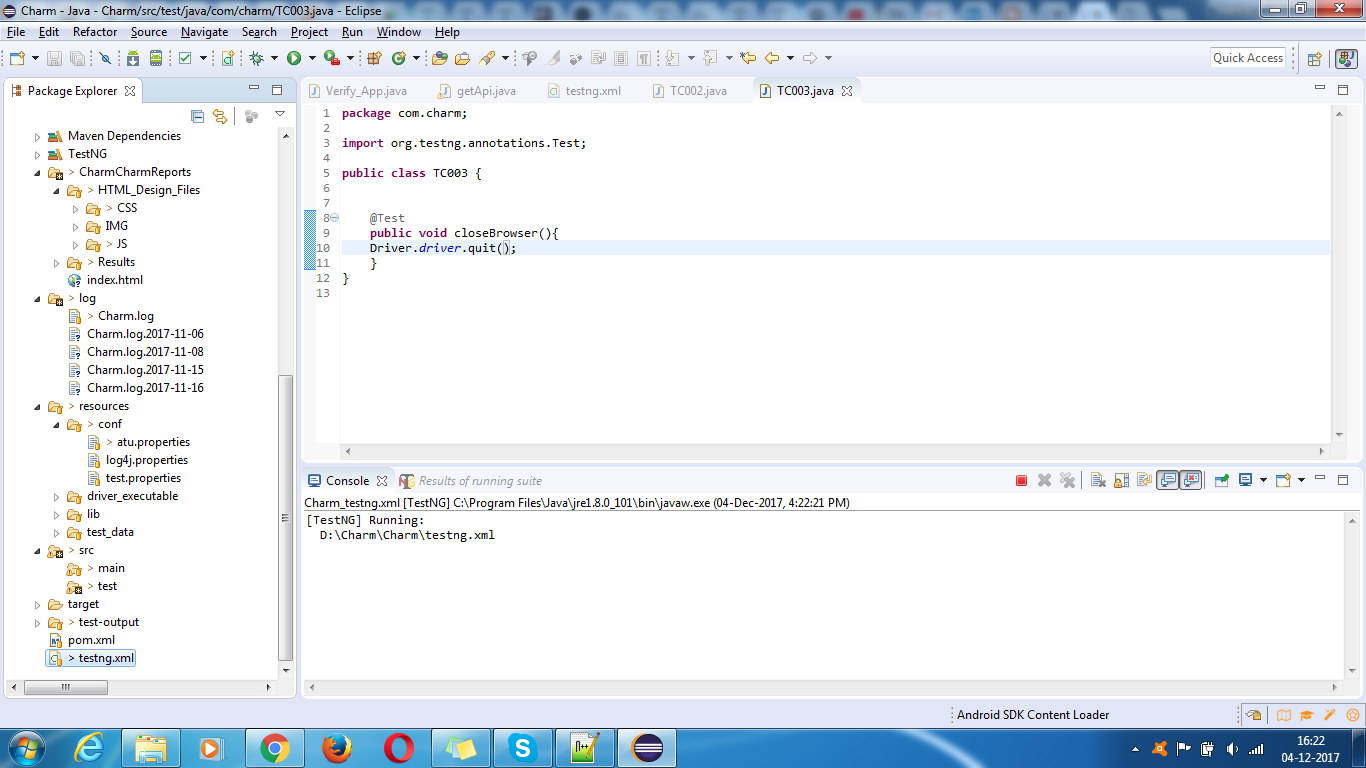 Charm - Java - Charm/src/test/java/com/charm/TC003.java - Eclipse
File Edit Refactor Source Navigate Search Project Run Window Help
Quick Access
Package Explorer
Maven Dependencies
TestNG
> CharmCharmReports
> HTML_Design_Files
> CSS
IMG
> JS
> Results
index.html
> log
> Charm.log
Charm.log.2017-11-06
Charm.log.2017-11-08
Charm.log.2017-11-15
Charm.log.2017-11-16
> resources
> conf
> atu.properties
log4j.properties
test.properties
driver_executable
lib
test_data
> src
> main
> test
target
> test-output
pom.xml
> testng.xml
Verify_App.java getApi.java testng.xml TC002.java TC003.java
1 package com.charm;
2
3 import org.testng.annotations.Test;
4
5 public class TC003 {
6
7
8 @Test
9 public void closeBrowser(){
10 Driver.driver.quit();
11 }
12 }
13
Console Results of running suite
Charm_testng.xml [TestNG] C:\Program Files\Java\jre1.8.0_101\bin\javaw.exe (04-Dec-2017, 4:22:21 PM)
[TestNG] Running:
D:\Charm\Charm\testng.xml
Android SDK Content Loader
16:22
04-12-2017